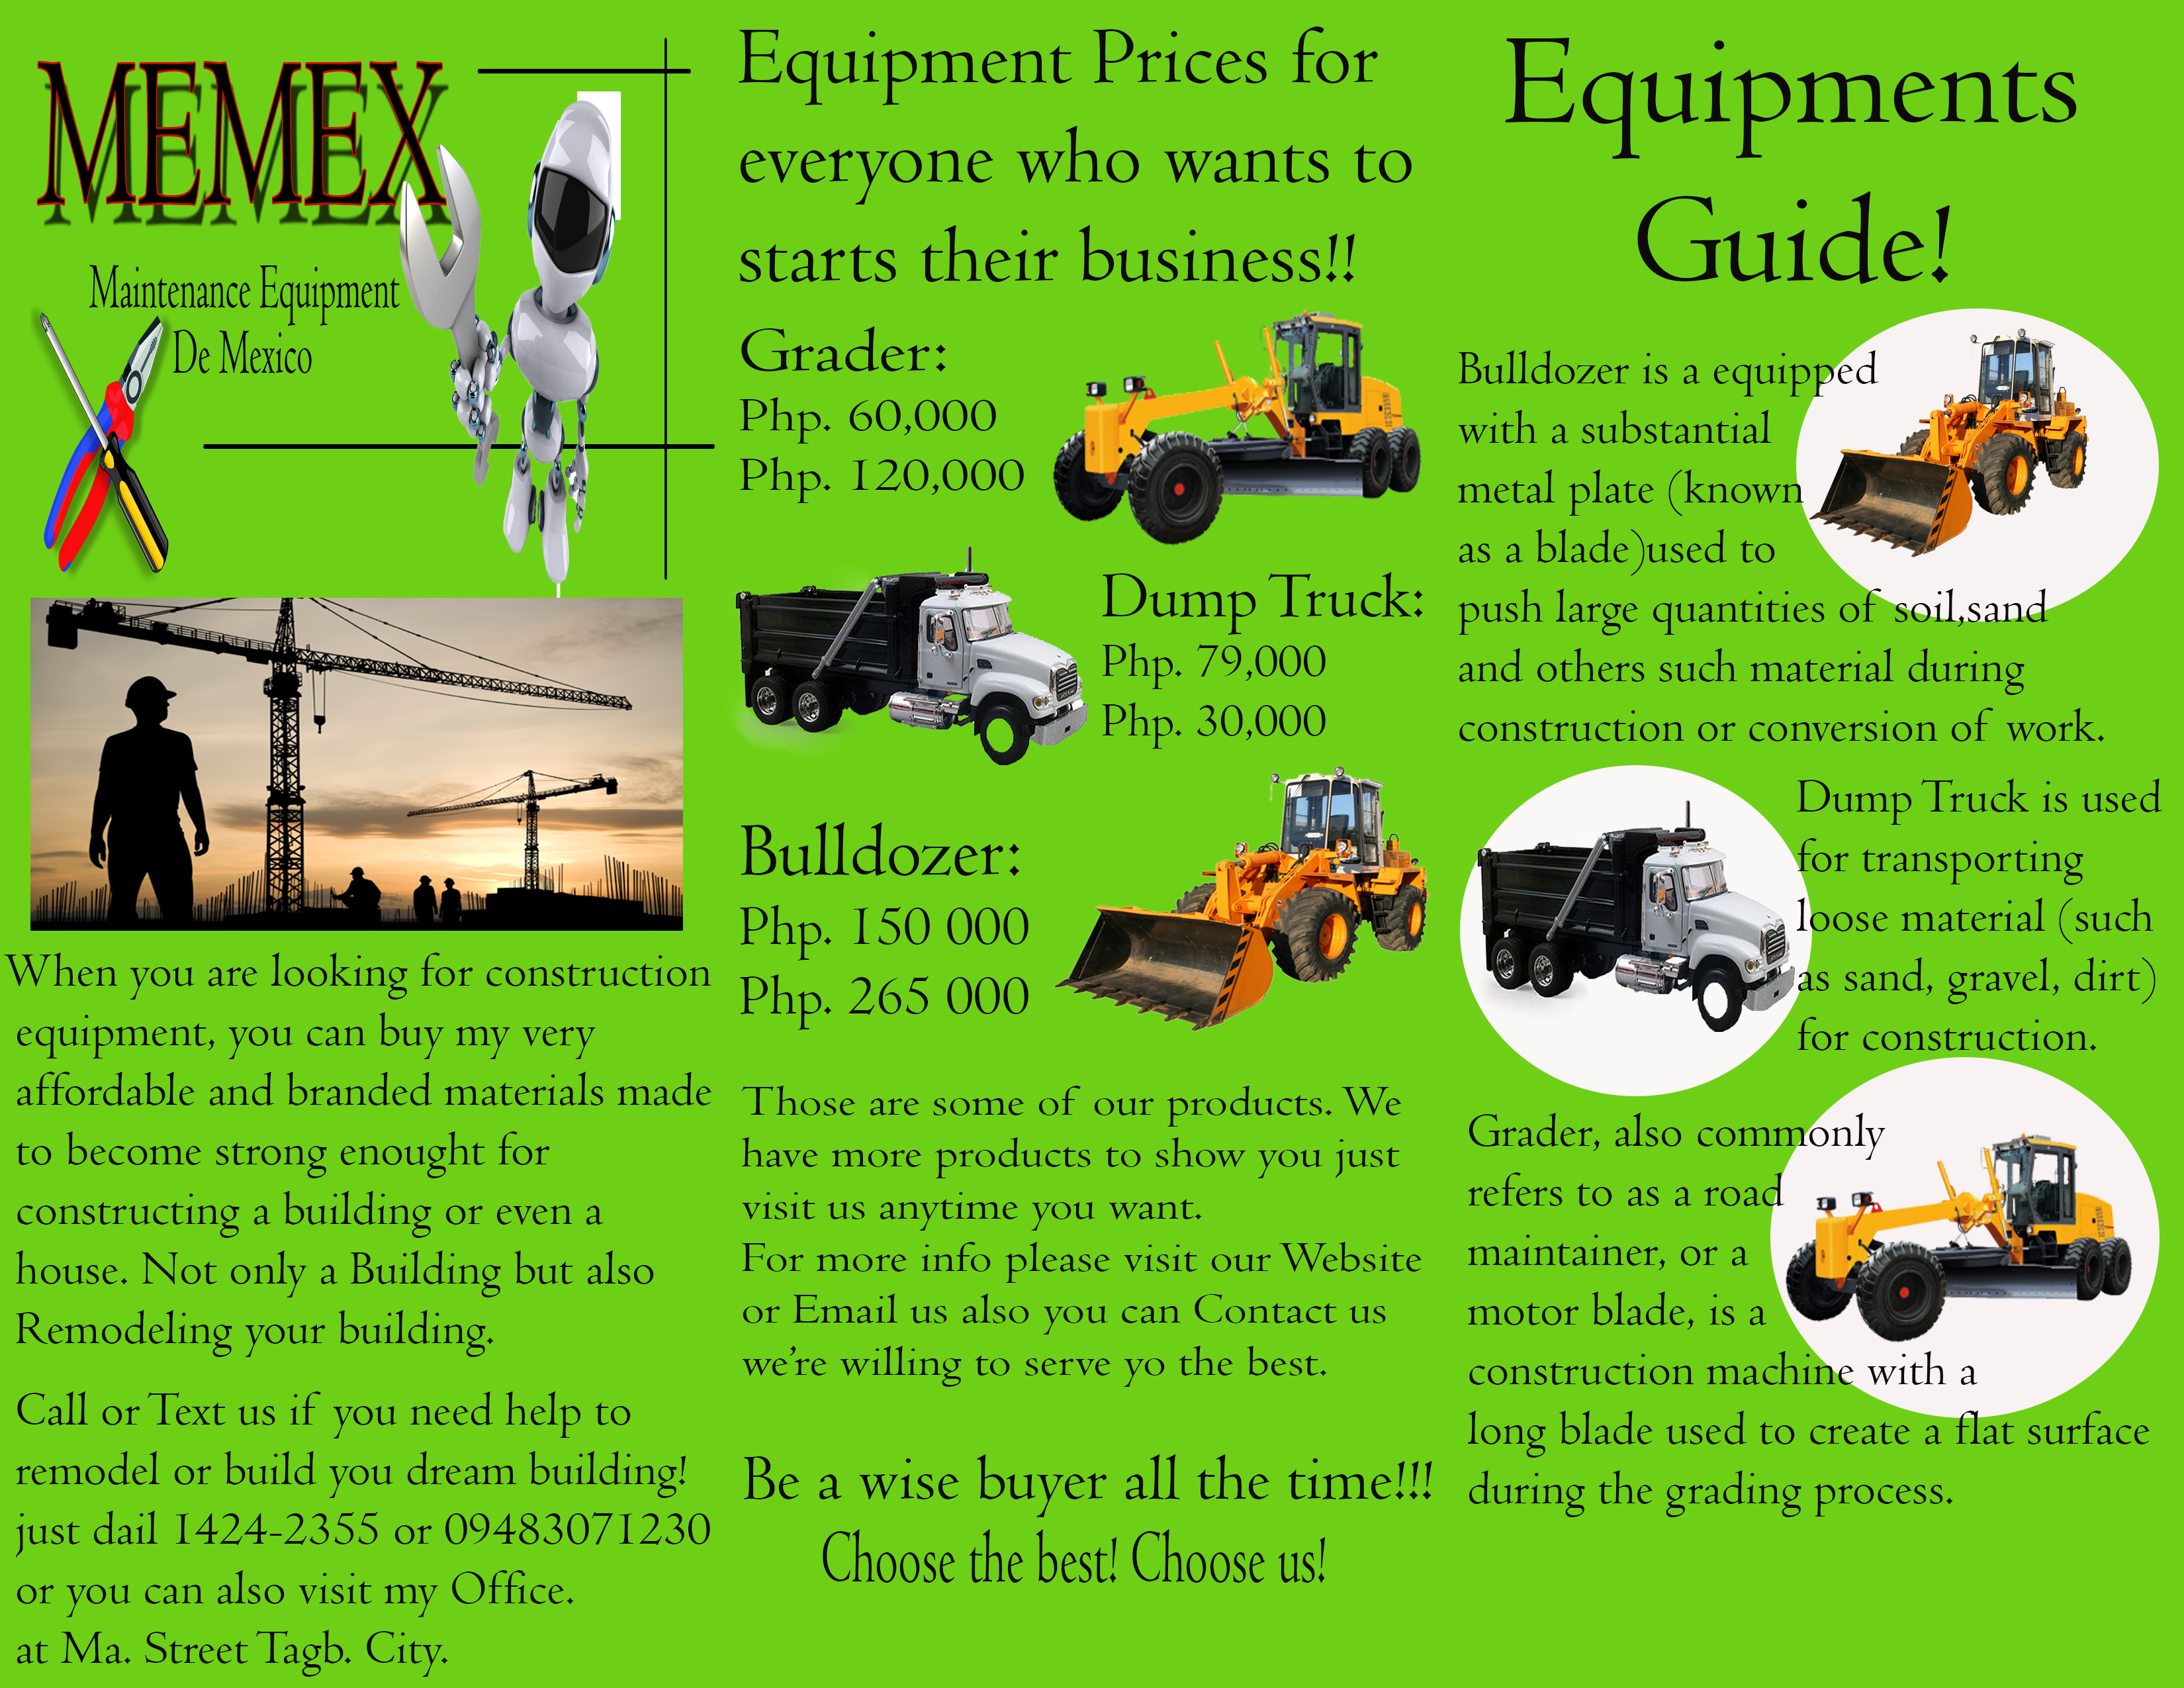 MEMEX
Maintenance Equipment
De Mexico
When you are looking for construction
equipment, you can buy my very
affordable and branded materials made
to become strong enought for
constructing a building or even a
house. Not only a Building but also
Remodeling your building.
Call or Text us if you need help to
remodel or build you dream building!
just dail 1424-2355 or 09483071230
or you can also visit my Office.
at Ma. Street Tagb. City.
Equipment Prices for
everyone who wants to
starts their business!!
Grader:
Php. 60,000
Php. 120,000
Dump Truck:
Php. 79,000
Php. 30,000
Bulldozer:
Php. 150 000
Php. 265 000
Those are some of our products. We
have more products to show you just
visit us anytime you want.
For more info please visit our Website
or Email us also you can Contact us
we're willing to serve yo the best.
Be a wise buyer all the time!!!
Choose the best! Choose us!
Equipments
Guide!
Bulldozer is a equipped
with a substantial
metal plate (known
as a blade)used to
push large quantities of soil,sand
and others such material during
construction or conversion of work.
Dump Truck is used
for transporting
loose material (such
as sand, gravel, dirt)
for construction.
Grader, also commonly
refers to as a road
maintainer, or a
motor blade, is a
construction machine with a
long blade used to create a flat surface
during the grading process.